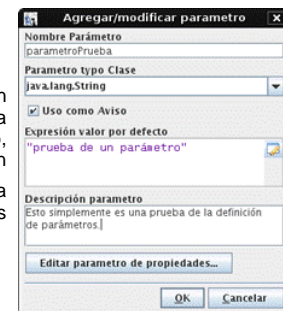 Agregar/modificar parametro
Nombre Parámetro
parametroPrueba
Parametro typo Clase
java.lang.String
Uso como Aviso
Expresión valor por defecto
"prueba de un parámetro"
Descripción parametro
Esto simplemente es una prueba de la definición
de parámetros.
Editar parametro de propiedades...
OK Cancelar